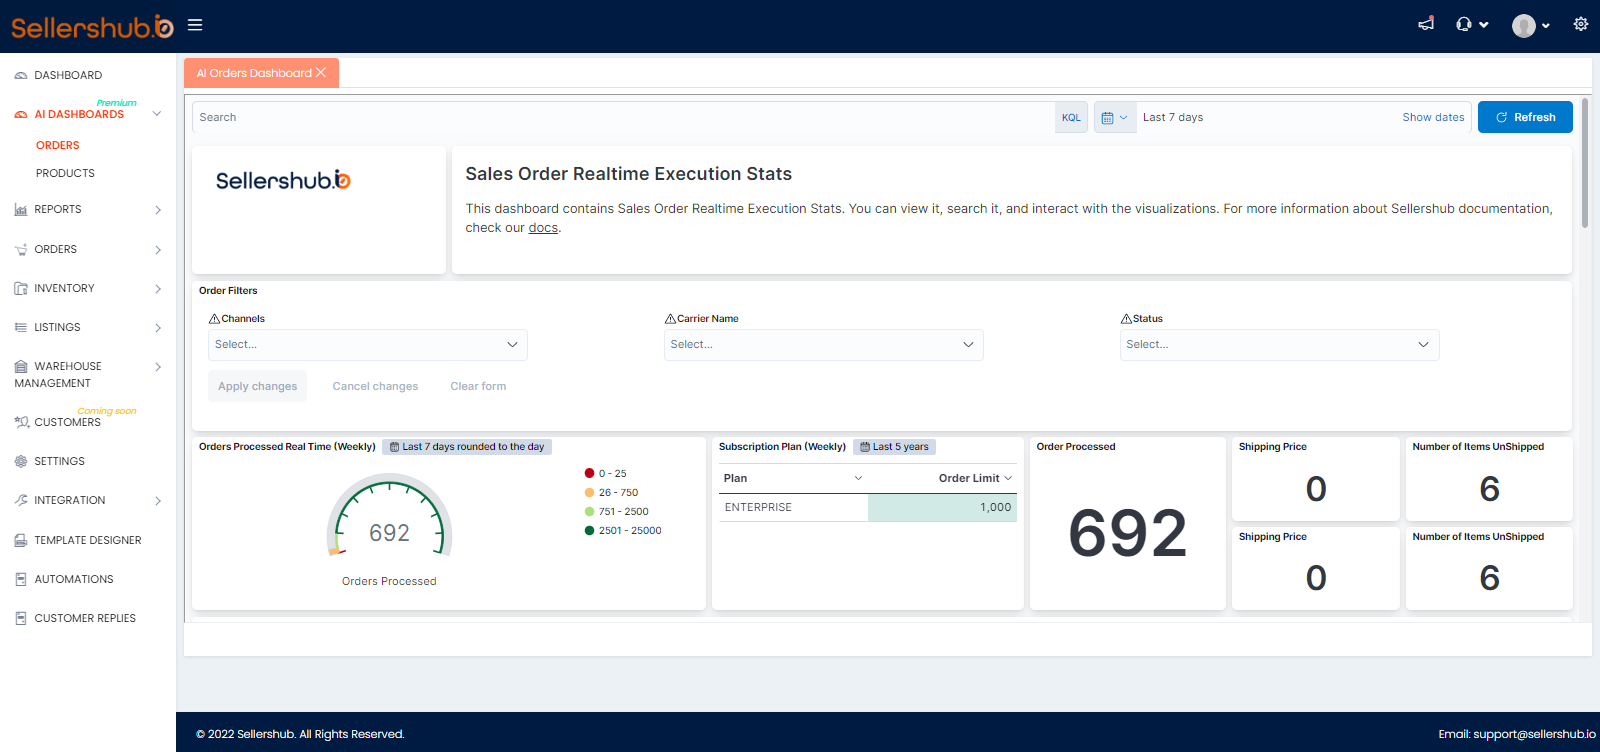 Sellershub.io
DASHBOARD
Premium
AI DASHBOARDS
ORDERS
PRODUCTS
REPORTS
ORDERS
INVENTORY
LISTINGS
WAREHOUSE
MANAGEMENT
Coming soon
CUSTOMERS
SETTINGS
INTEGRATION
TEMPLATE DESIGNER
AUTOMATIONS
CUSTOMER REPLIES
AI Orders Dashboard
Search KQL Last 7 days Show dates Refresh
Sellershub.io
Sales Order Realtime Execution Stats
This dashboard contains Sales Order Realtime Execution Stats. You can view it, search it, and interact with the visualizations. For more information about Sellershub documentation,
check our docs.
Order Filters
Channels Carrier Name Status
Select... Select... Select...
Apply changes Cancel changes Clear form
Orders Processed Real Time (Weekly) Last 7 days rounded to the day
0 - 25
26 - 750
751 - 2500
2501 - 25000
692
Orders Processed
Subscription Plan (Weekly) Last 5 years
Plan Order Limit
ENTERPRISE 1,000
Order Processed
692
Shipping Price
0
Number of Items UnShipped
6
Shipping Price
0
Number of Items UnShipped
6
© 2022 Sellershub. All Rights Reserved.
Email: support@sellershub.io